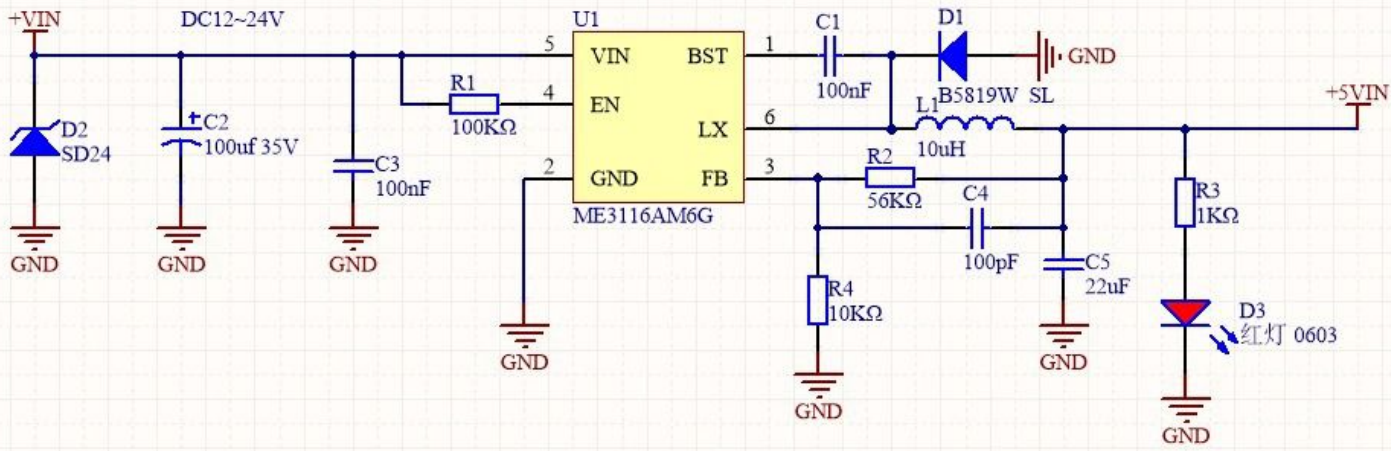 +VIN
DC12~24V
U1
C1
D1
5
VIN
BST
1
GND
R1
100nF
B5819W SL
+5VIN
4
EN
L1
D2
C2
100KΩ
LX
6
SD24
100uf 35V
10uH
C3
R2
2
GND
FB
3
100nF
C4
R3
56KΩ
1KΩ
ME3116AM6G
GND
GND
GND
100pF
C5
R4
22uF
10KΩ
D3
红灯 0603
GND
GND
GND
GND